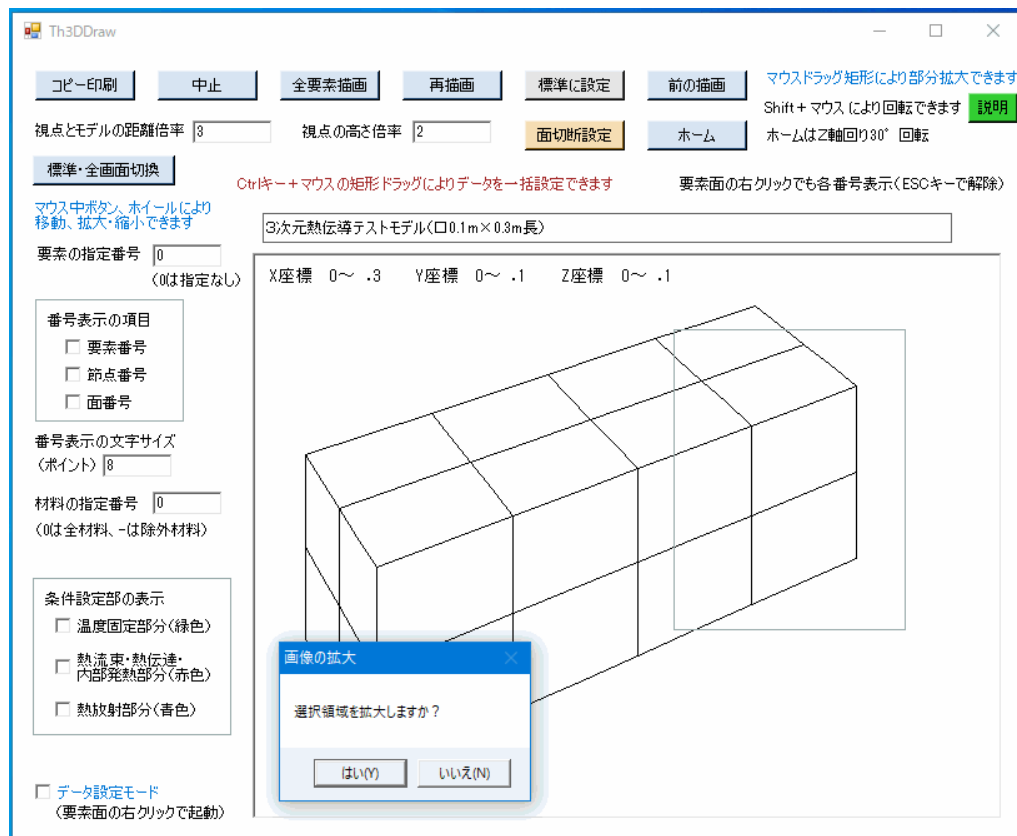 Th3DDraw
コピー印刷
中止
全要素描画
再描画
標準に設定
前の描画
マウスドラッグ矩形により部分拡大できます
Shift+マウスにより回転できます
説明
視点とモデルの距離倍率 3
視点の高さ倍率 2
面切断設定
ホーム
ホームはZ軸回り30°回転
標準・全画面切換
Ctrlキー+マウスの矩形ドラッグによりデータを一括設定できます
要素面の右クリックでも各番号表示(ESCキーで解除)
マウス中ボタン、ホイールにより
移動、拡大・縮小できます
3次元熱伝導テストモデル(口0.1m×0.3m長)
要素の指定番号 0
(0は指定なし)
X座標 0~ .3 Y座標 0~ .1 Z座標 0~ .1
番号表示の項目
要素番号
節点番号
面番号
番号表示の文字サイズ
(ポイント) 8
材料の指定番号 0
(0は全材料、-は除外材料)
条件設定部の表示
温度固定部分(緑色)
熱流束・熱伝達・
内部発熱部分(赤色)
熱放射部分(青色)
画像の拡大
選択領域を拡大しますか?
はい(Y)
いいえ(N)
データ設定モード
(要素面の右クリックで起動)